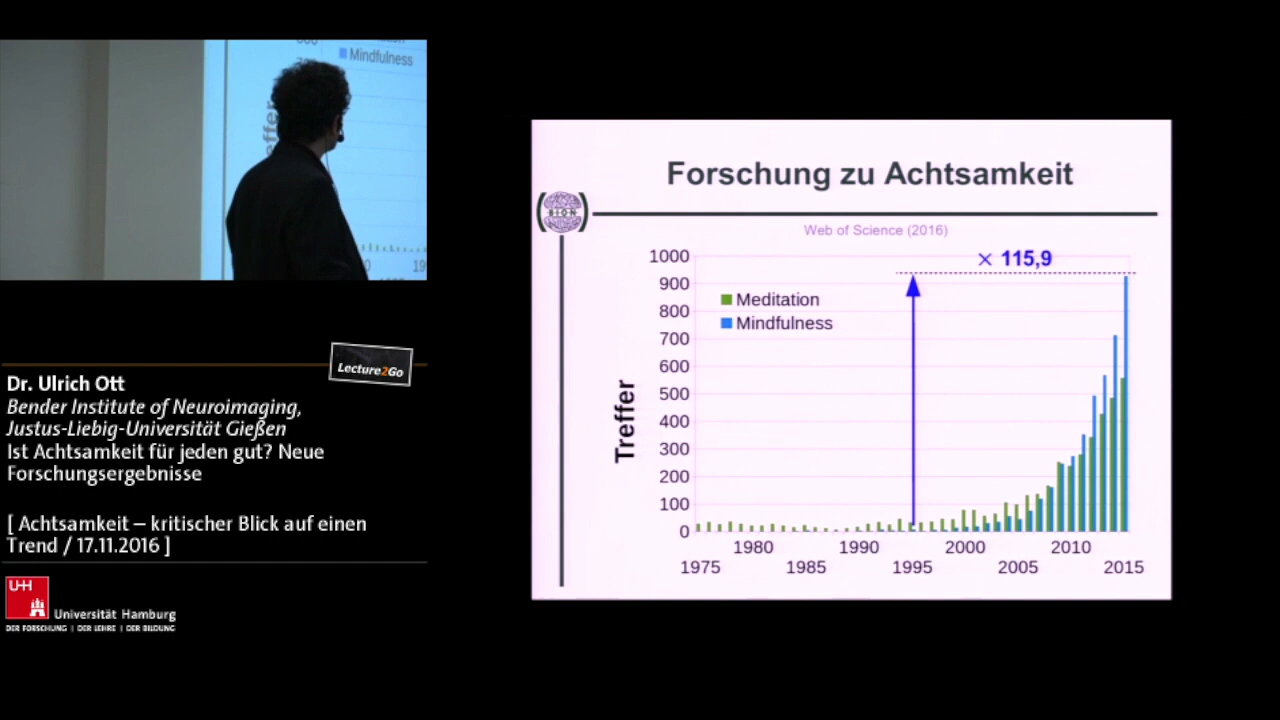 Mindfulness
Lecture2Go
Dr. Ulrich Ott
Bender Institute of Neuroimaging,
Justus-Liebig-Universität Gießen
Ist Achtsamkeit für jeden gut? Neue
Forschungsergebnisse
[ Achtsamkeit – kritischer Blick auf einen
Trend / 17.11.2016 ]
UHH
Universität Hamburg
DER FORSCHUNG | DER LEHRE | DER BILDUNG
Forschung zu Achtsamkeit
BION
Web of Science (2016)
× 115,9
Meditation
Mindfulness
Treffer
1000
900
800
700
600
500
400
300
200
100
0
1980 1990 2000 2010
1975 1985 1995 2005 2015